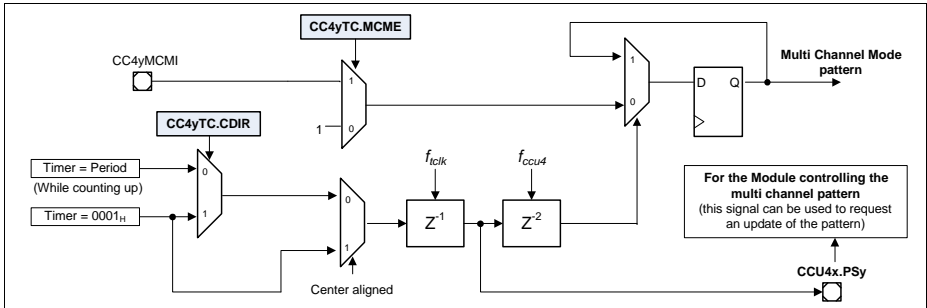 CC4yTC.MCME
CC4yMCMI
1
0
1
CC4yTC.CDIR
Timer = Period
(While counting up)
Timer = 0001H
0
1
0
1
Center aligned
ftclk
Z-1
fccu4
Z-2
1
0
D Q
Multi Channel Mode
pattern
For the Module controlling the
multi channel pattern
(this signal can be used to request
an update of the pattern)
CCU4x.PSy